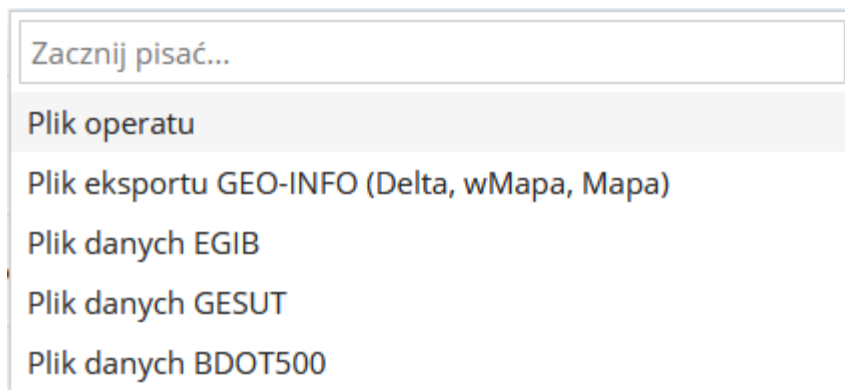 Zacznij pisać...
Plik operatu
Plik eksportu GEO-INFO (Delta, wMapa, Mapa)
Plik danych EGIB
Plik danych GESUT
Plik danych BDOT500